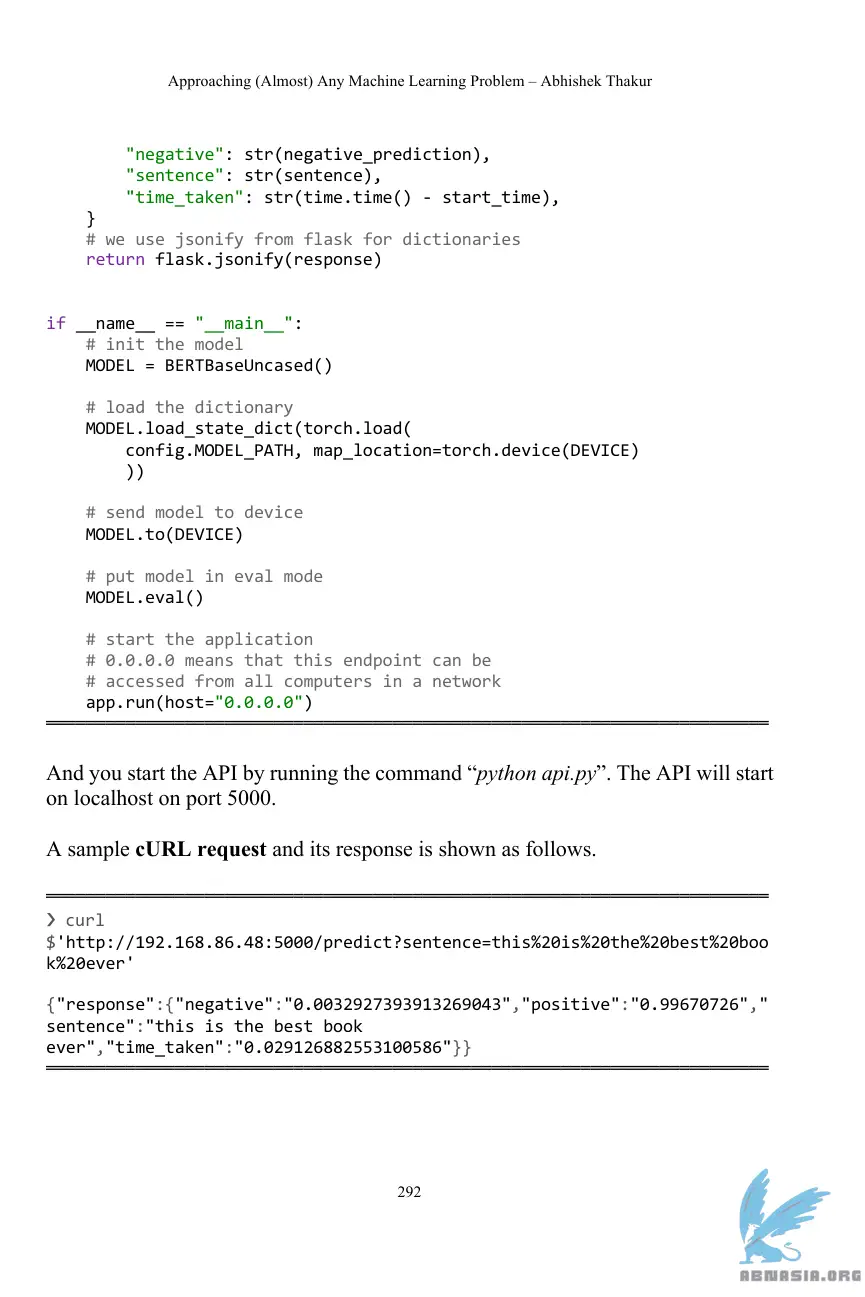 Approaching (Almost) Any Machine Learning Problem – Abhishek Thakur
        "negative": str(negative_prediction),
        "sentence": str(sentence),
        "time_taken": str(time.time() - start_time),
    }
    # we use jsonify from flask for dictionaries
    return flask.jsonify(response)
if __name__ == "__main__":
    # init the model
    MODEL = BERTBaseUncased()
    # load the dictionary
    MODEL.load_state_dict(torch.load(
        config.MODEL_PATH, map_location=torch.device(DEVICE)
        ))
    # send model to device
    MODEL.to(DEVICE)
    # put model in eval mode
    MODEL.eval()
    # start the application
    # 0.0.0.0 means that this endpoint can be
    # accessed from all computers in a network
    app.run(host="0.0.0.0")
And you start the API by running the command “python api.py”. The API will start
on localhost on port 5000.
A sample cURL request and its response is shown as follows.
❯ curl
$'http://192.168.86.48:5000/predict?sentence=this%20is%20the%20best%20boo
k%20ever'
{"response":{"negative":"0.0032927393913269043","positive":"0.99670726","
sentence":"this is the best book
ever","time_taken":"0.029126882553100586"}}
292
ABNASIA.ORG